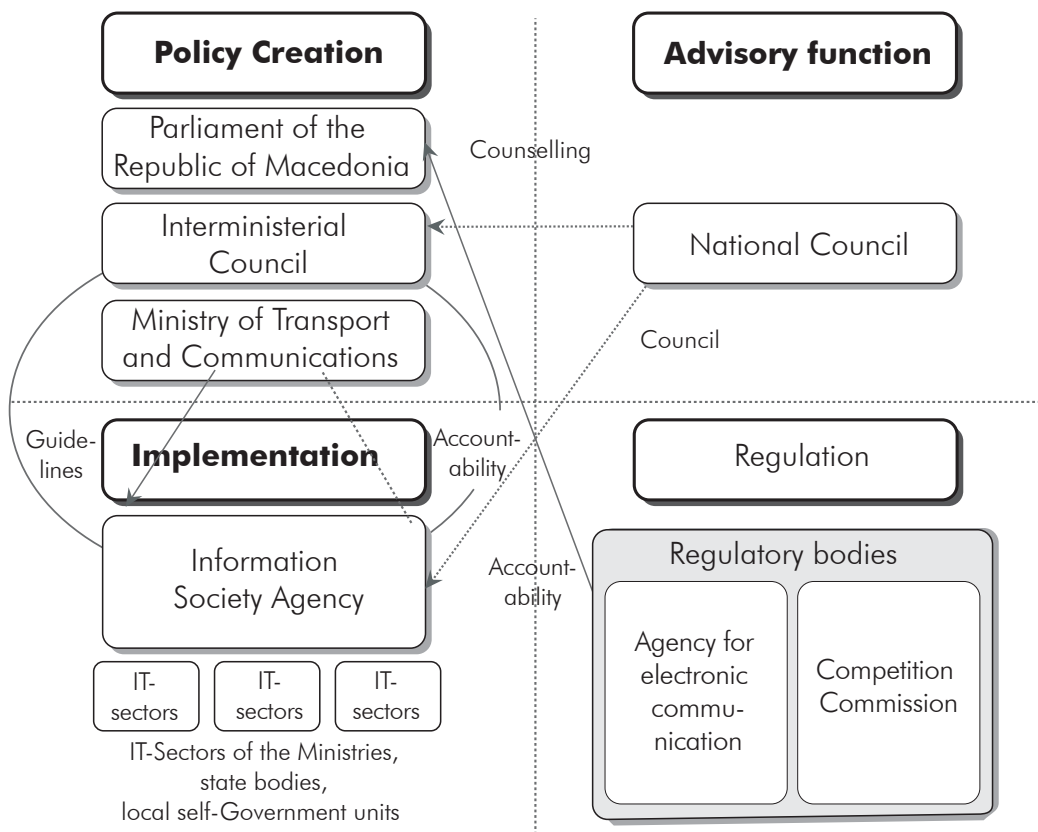 Policy Creation
Advisory function
Parliament of the
Republic of Macedonia
Counselling
Interministerial
Council
National Council
Ministry of Transport
and Communications
Council
Guide-
lines
Implementation
Account-
ability
Regulation
Information
Society Agency
Account-
ability
Regulatory bodies
Agency for
electronic
commu-
nication
Competition
Commission
IT-
sectors
IT-
sectors
IT-
sectors
IT-Sectors of the Ministries,
state bodies,
local self-Government units